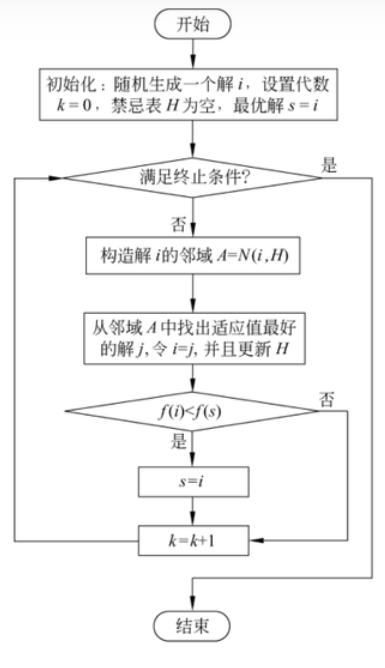 开始
初始化：随机生成一个解 i，设置代数
k=0，禁忌表 H 为空，最优解 s=i
满足终止条件?
是
否
构造解 i的邻域 A=N(i,H)
从邻域 A 中找出适应值最好
的解 j,令 i=j, 并且更新 H
f(i)<f(s)
否
是
s=i
k=k+1
结束